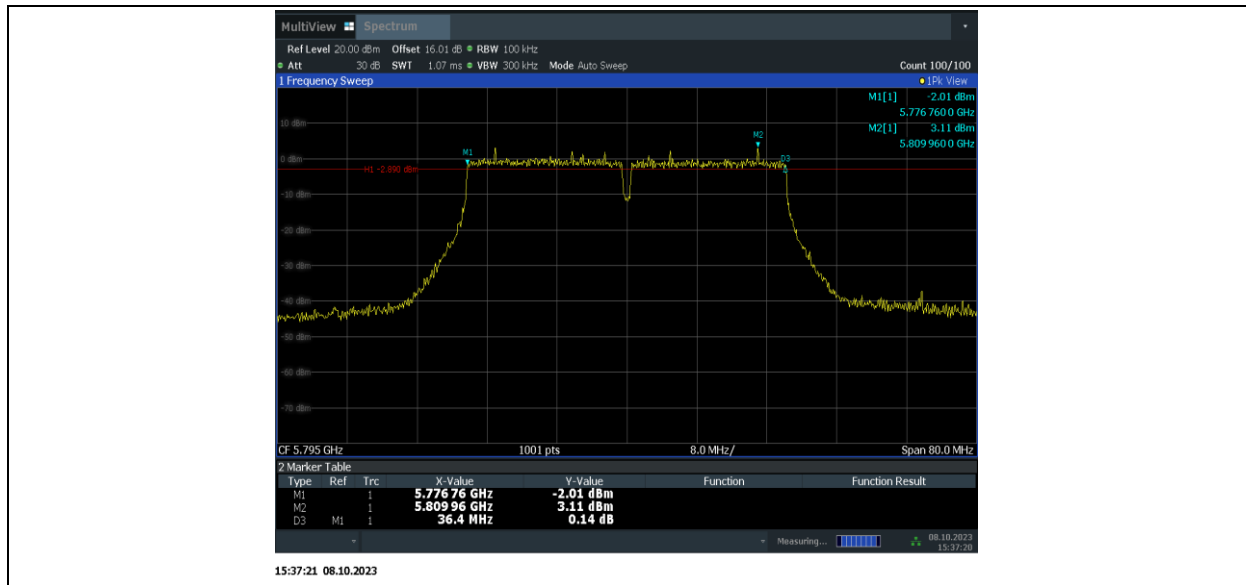 MultiView Spectrum
Ref Level 20.00 dBm Offset 16.01 dB RBW 100 kHz
Att 30 dB SWT 1.07 ms VBW 300 kHz Mode Auto Sweep Count 100/100
1 Frequency Sweep 1Pk View
M1[1] -2.01 dBm
5.776 760 0 GHz
M2[1] 3.11 dBm
5.809 960 0 GHz
10 dBm
M2
M1
D3
0 dBm
H1 -2.890 dBm
-10 dBm
-20 dBm
-30 dBm
-40 dBm
-50 dBm
-60 dBm
-70 dBm
CF 5.795 GHz 1001 pts 8.0 MHz/ Span 80.0 MHz
2 Marker Table
Type Ref Trc X-Value Y-Value Function Function Result
M1 1 5.776 76 GHz -2.01 dBm
M2 1 5.809 96 GHz 3.11 dBm
D3 M1 1 36.4 MHz 0.14 dB
Measuring... 08.10.2023
15:37:20
15:37:21 08.10.2023